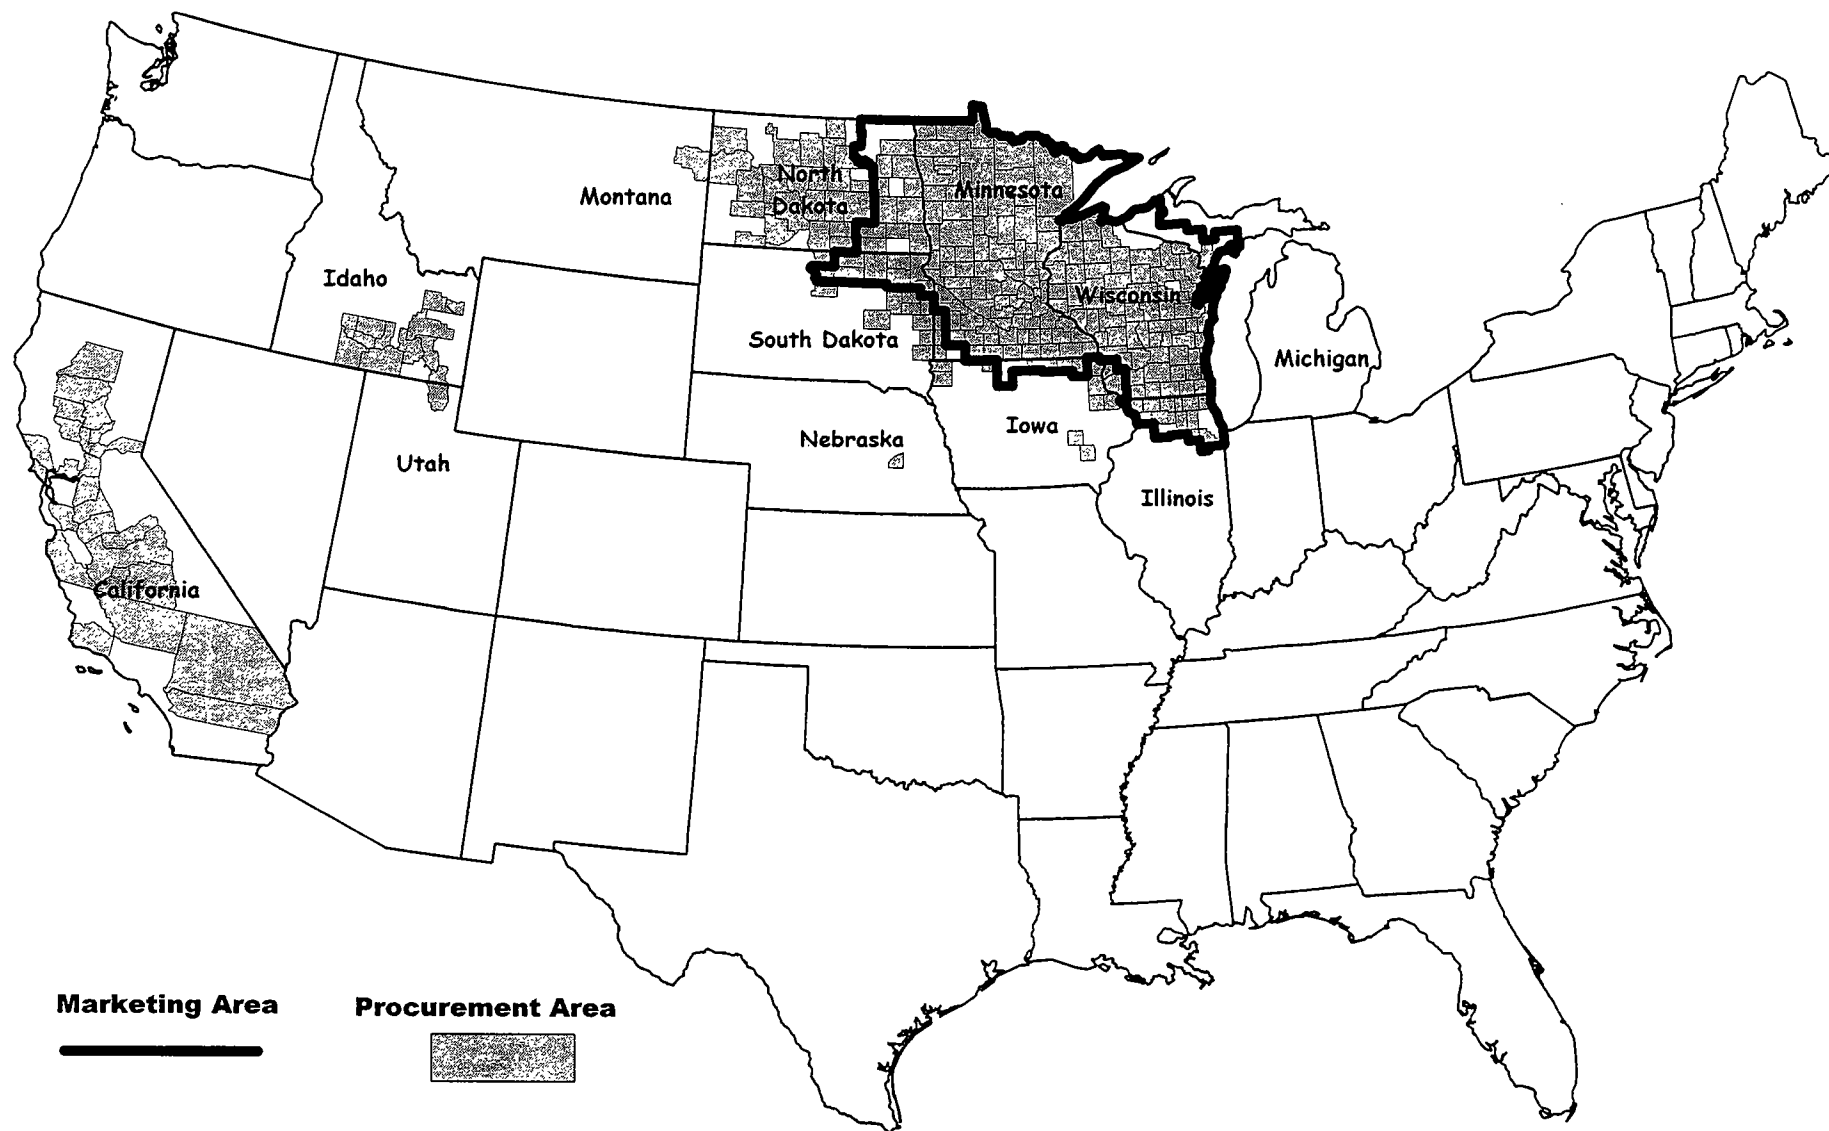 North
Dakota
Minnesota
Montana
Idaho
Wisconsin
South Dakota
Michigan
Iowa
Nebraska
Utah
Illinois
California
Marketing Area
Procurement Area